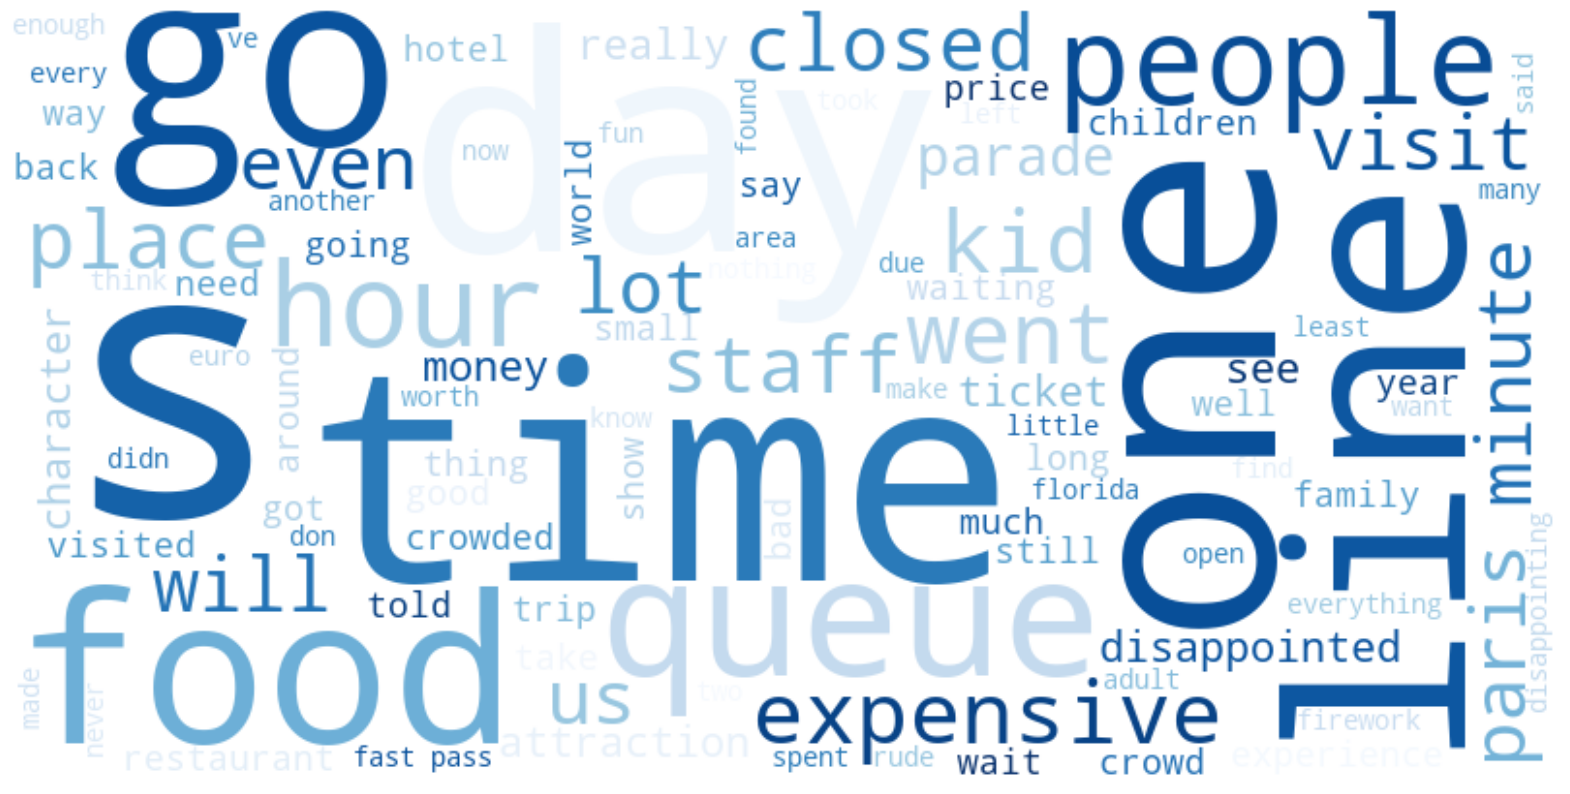 enough
go
ve
hotel
really
closed
people
said
every
day
price
way
took
left
found
fun
children
visit
back
even
now
world
parade
say
many
another
place
going
area
kid
one
line
think
need
hour
lot
nothing
due
waiting
minute
character
s
euro
around
small
went
least
money
staff
see
year
worth
time
make
ticket
well
want
know
little
didn
thing
show
long
find
good
florida
family
got
bad
much
visited
don
crowded
still
open
paris
disappointing
will
told
trip
queue
everything
food
take
disappointed
made
never
us
two
adult
expensive
firework
restaurant
fast pass
attraction
spent
rude
wait
crowd
experience